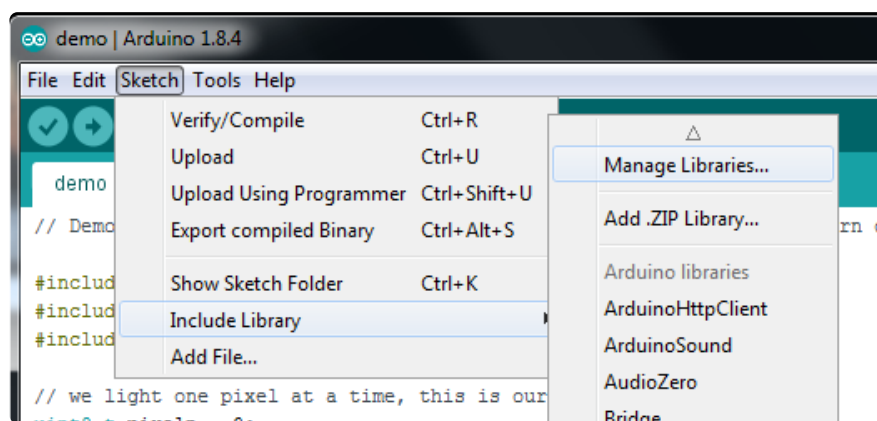 demo | Arduino 1.8.4
File Edit Sketch Tools Help
demo
Verify/Compile Ctrl+R
Upload Ctrl+U
Upload Using Programmer Ctrl+Shift+U
Export compiled Binary Ctrl+Alt+S
Show Sketch Folder Ctrl+K
Include Library
Add File...
Manage Libraries...
Add .ZIP Library...
Arduino libraries
ArduinoHttpClient
ArduinoSound
AudioZero
Bridge
// Demo
#includ
#includ
#includ
// we light one pixel at a time, this is our